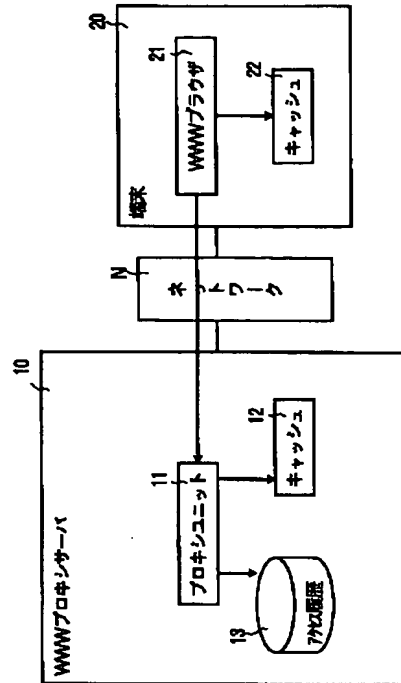 10
WWWプロキシサーバ
11
プロキシユニット
12
キャッシュ
13
アクセス履歴
N
ネットワーク
20
端末
21
WWWブラウザ
22
キャッシュ